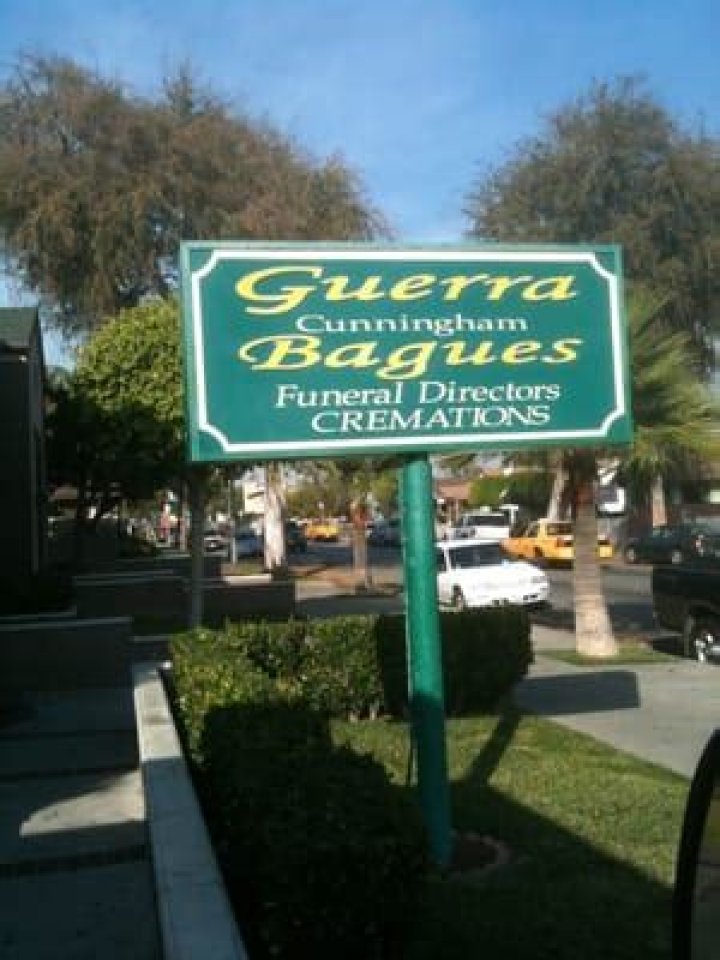 Guerra
Cunningham
Bagues
Funeral Directors
CREMATIONS